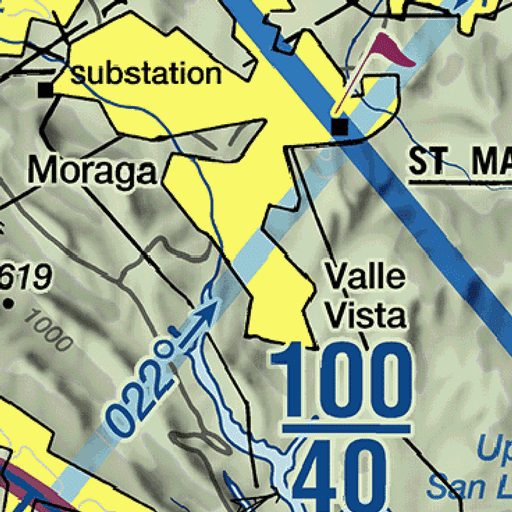 substation
Moraga
ST MA
619
Valle
Vista
1000
022°
100
40
Up
San L